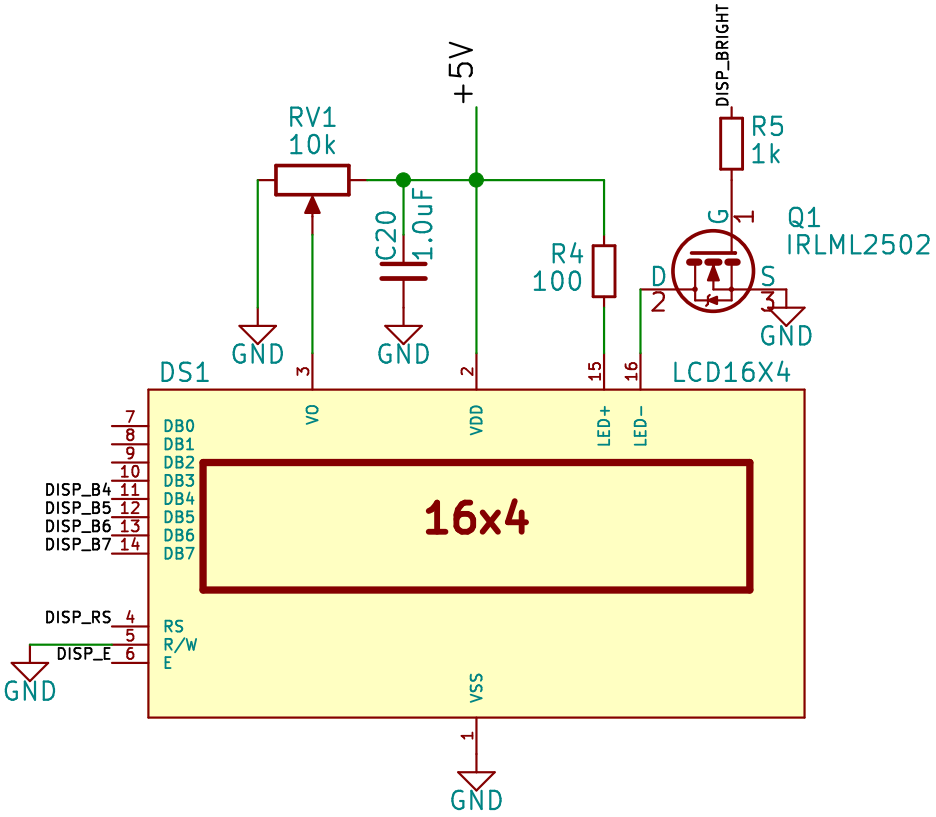 DISP_BRIGHT
+5V
RV1
10k
R5
1k
C20
1.0uF
G
1
Q1
IRLML2502
R4
100
D
2
S
3
GND
GND
GND
DS1
3
2
15
16
LCD16X4
VO
VDD
LED+
LED-
7
DB0
8
DB1
9
DB2
10
DB3
DISP_B4
11
DB4
DISP_B5
12
DB5
DISP_B6
13
DB6
DISP_B7
14
DB7
16x4
DISP_RS
4
RS
5
R/W
DISP_E
6
E
GND
VSS
1
GND